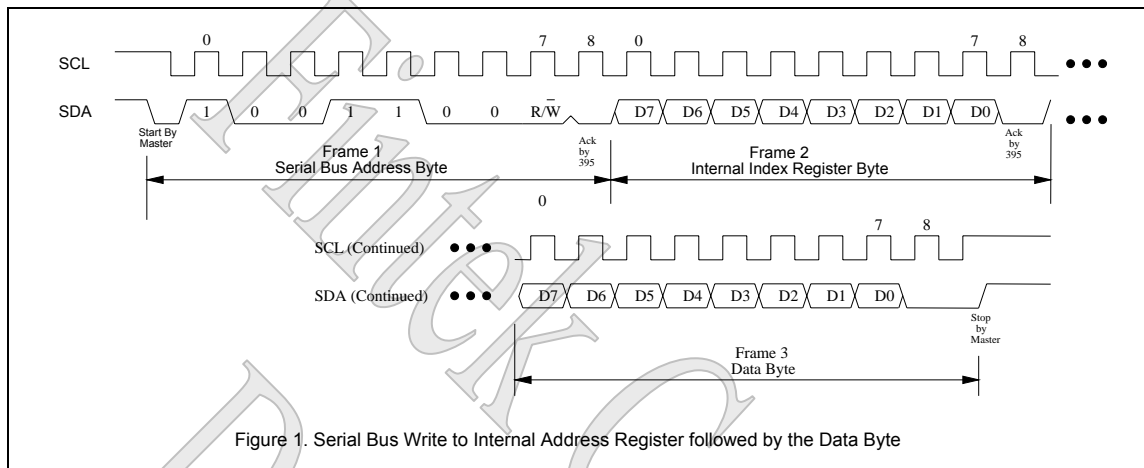 0 7 8 0 7 8
SCL
SDA 1 0 0 1 1 0 0 R/W̅ D7 D6 D5 D4 D3 D2 D1 D0
Start By
Master
Ack
by
395
Ack
by
395
Frame 1
Serial Bus Address Byte
Frame 2
Internal Index Register Byte
0
7 8
SCL (Continued)
SDA (Continued) D7 D6 D5 D4 D3 D2 D1 D0
Stop
by
Master
Frame 3
Data Byte
Figure 1. Serial Bus Write to Internal Address Register followed by the Data Byte
Fintek